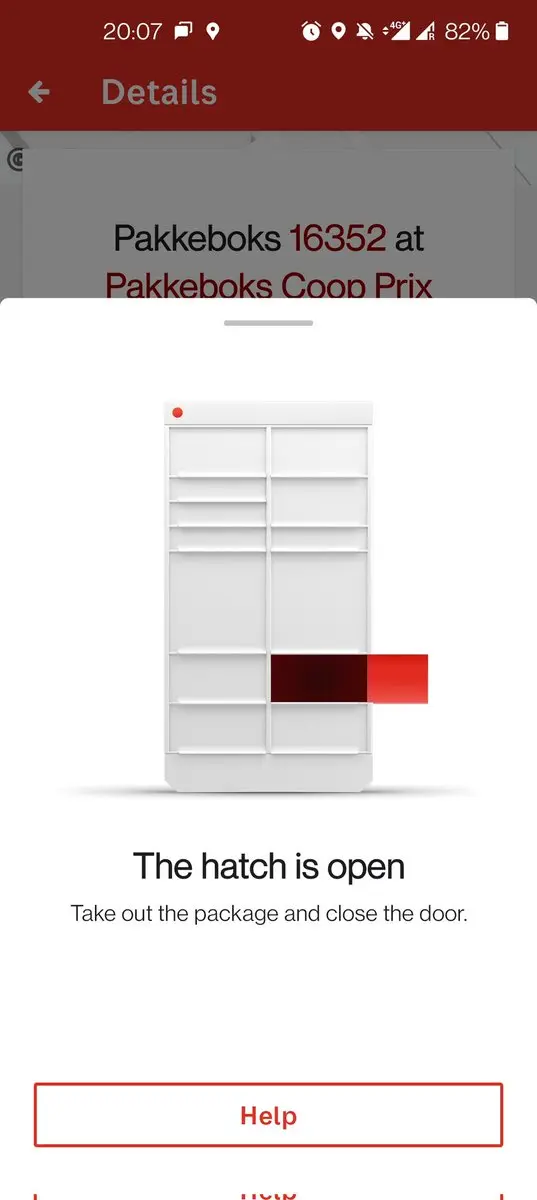 20:07
4G+
R
82%
Details
Pakkeboks 16352 at
Pakkeboks Coop Prix
The hatch is open
Take out the package and close the door.
Help
Help